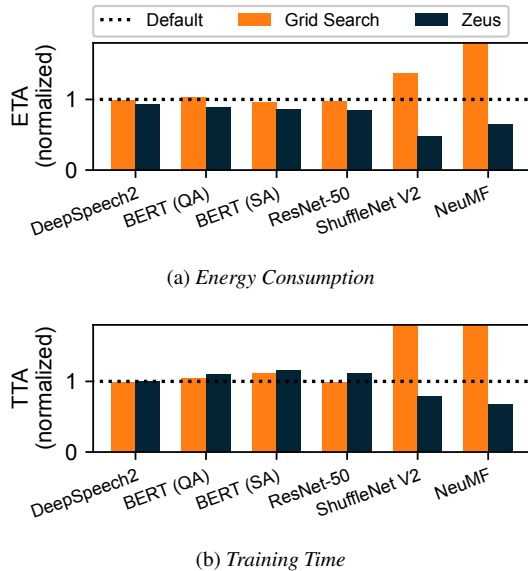 Default Grid Search Zeus
ETA
(normalized)
1
0
DeepSpeech2
BERT (QA)
BERT (SA)
ResNet-50
ShuffleNet V2
NeuMF
(a) Energy Consumption
TTA
(normalized)
1
0
DeepSpeech2
BERT (QA)
BERT (SA)
ResNet-50
ShuffleNet V2
NeuMF
(b) Training Time